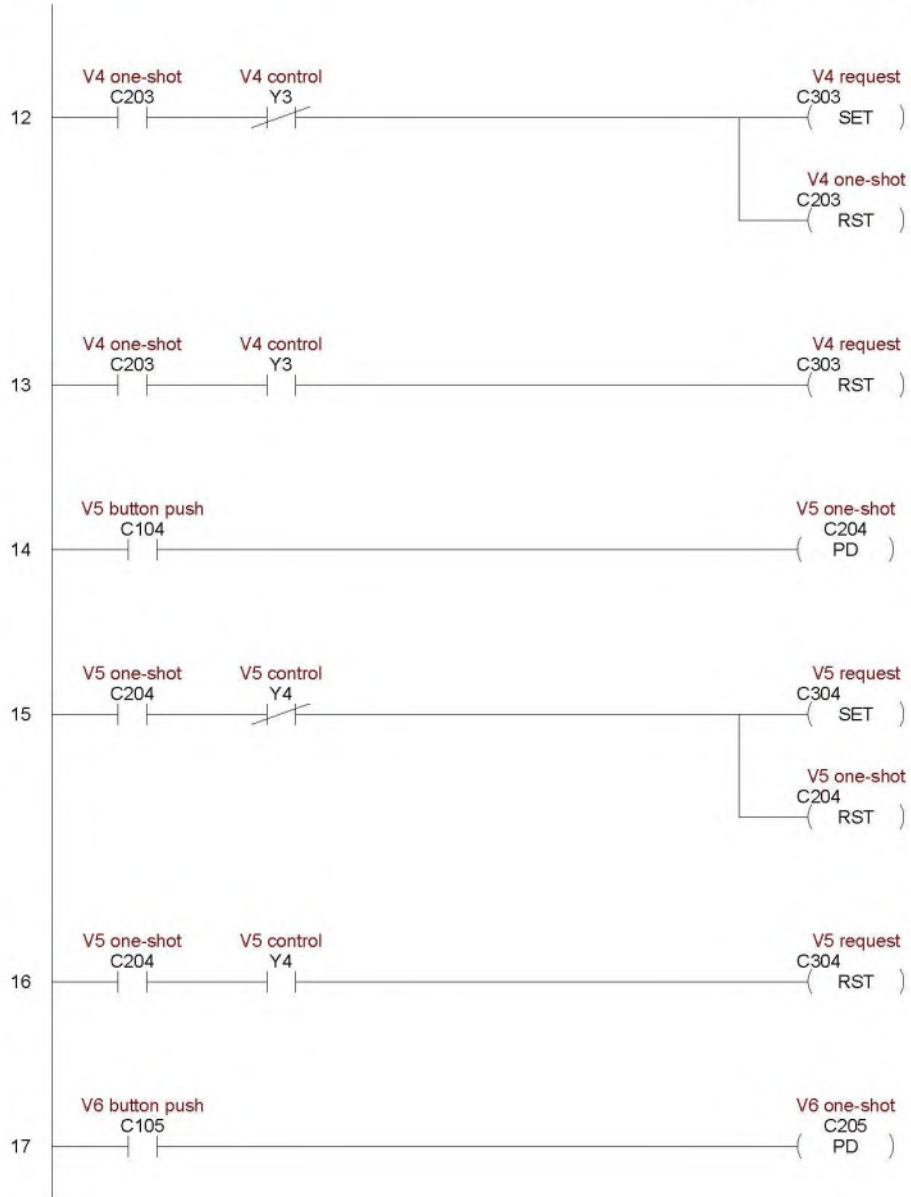 V4 one-shot V4 control V4 request
C203 Y3 C303
12 SET
V4 one-shot
C203
RST
V4 one-shot V4 control V4 request
C203 Y3 C303
13 RST
V5 button push V5 one-shot
C104 C204
14 PD
V5 one-shot V5 control V5 request
C204 Y4 C304
15 SET
V5 one-shot
C204
RST
V5 one-shot V5 control V5 request
C204 Y4 C304
16 RST
V6 button push V6 one-shot
C105 C205
17 PD